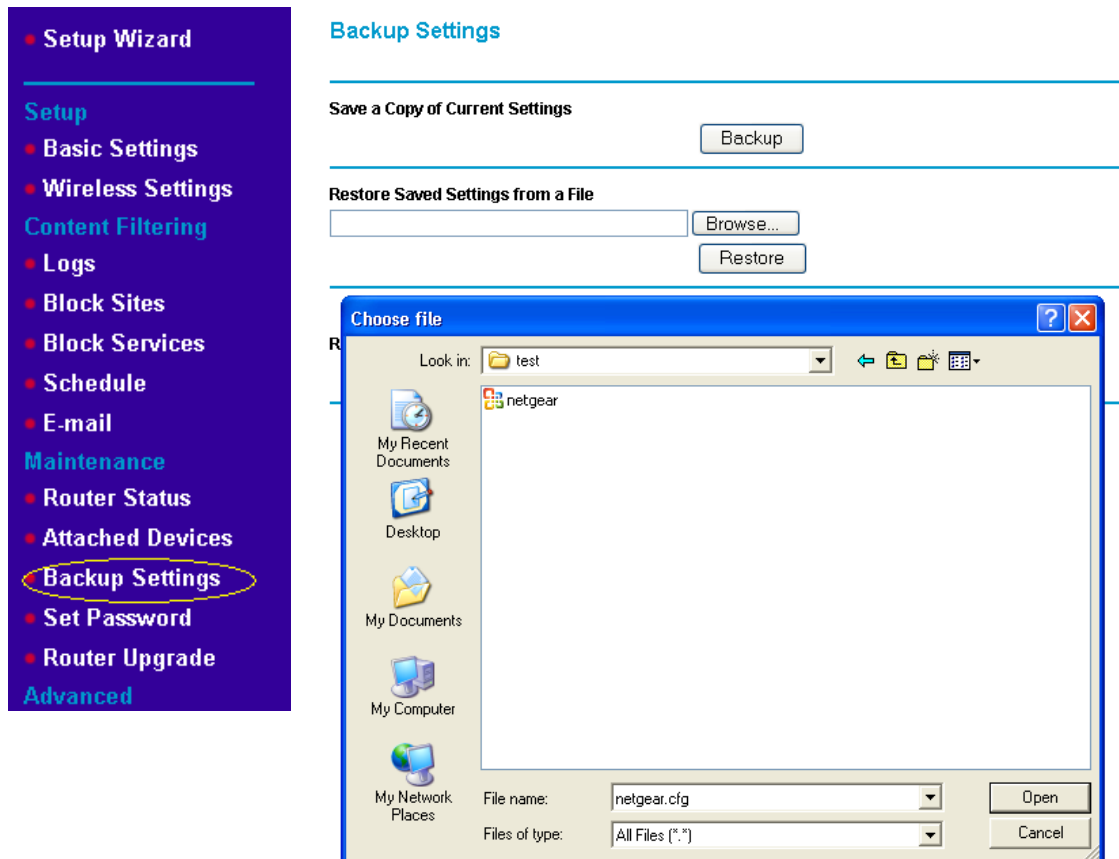 Setup Wizard
Setup
Basic Settings
Wireless Settings
Content Filtering
Logs
Block Sites
Block Services
Schedule
E-mail
Maintenance
Router Status
Attached Devices
Backup Settings
Set Password
Router Upgrade
Advanced
Backup Settings
Save a Copy of Current Settings
Backup
Restore Saved Settings from a File
Browse...
Restore
R
Choose file
Look in:
test
netgear
My Recent
Documents
Desktop
My Documents
My Computer
My Network
Places
File name:
netgear.cfg
Open
Files of type:
All Files (*.*)
Cancel